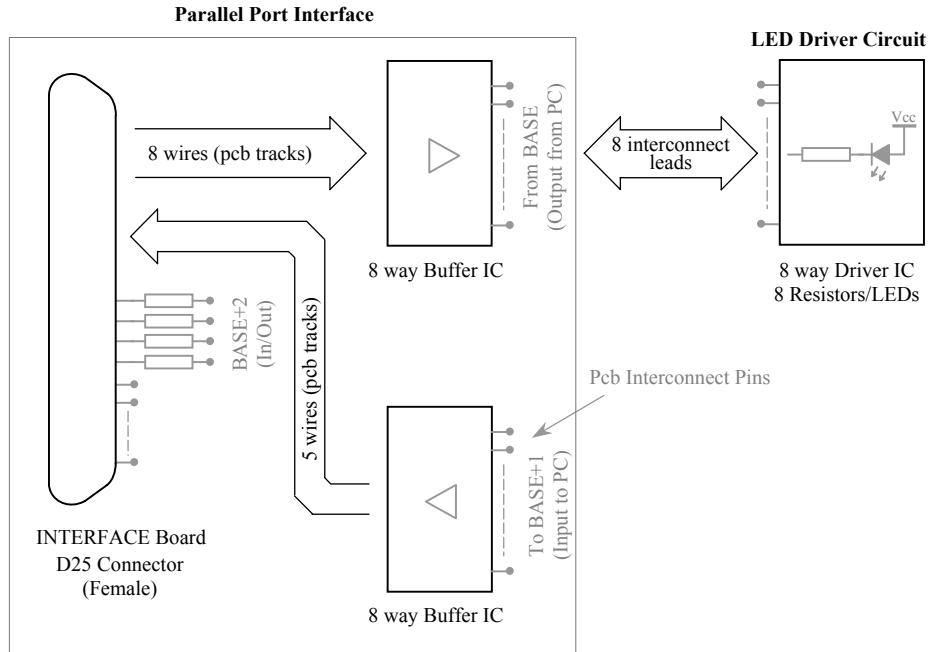 Parallel Port Interface
LED Driver Circuit
8 wires (pcb tracks)
From BASE
(Output from PC)
8 interconnect
leads
Vcc
8 way Buffer IC
8 way Driver IC
8 Resistors/LEDs
BASE+2
(In/Out)
5 wires (pcb tracks)
Pcb Interconnect Pins
To BASE+1
(Input to PC)
INTERFACE Board
D25 Connector
(Female)
8 way Buffer IC